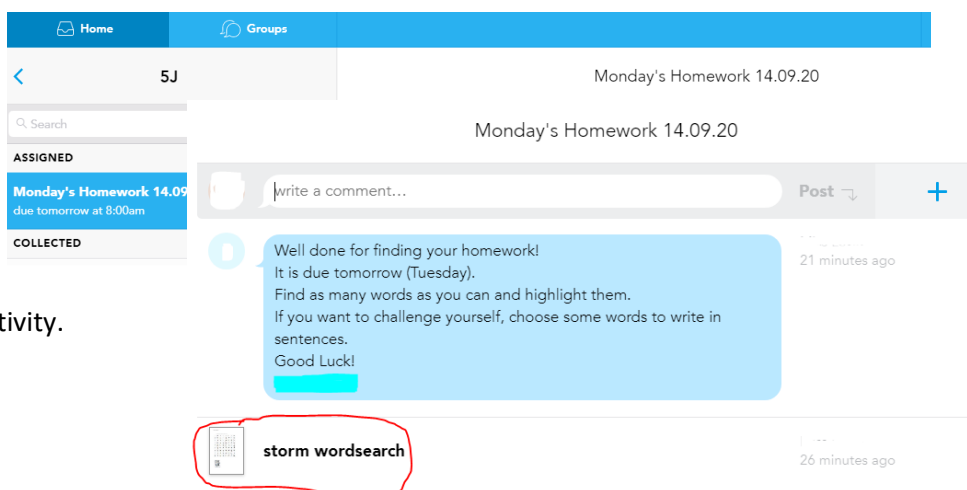 Home
Groups
5J
Monday's Homework 14.09.20
Search
Monday's Homework 14.09.20
ASSIGNED
Monday's Homework 14.09
due tomorrow at 8:00am
write a comment...
Post
COLLECTED
Well done for finding your homework!
21 minutes ago
It is due tomorrow (Tuesday).
Find as many words as you can and highlight them.
If you want to challenge yourself, choose some words to write in
sentences.
Good Luck!
tivity.
storm wordsearch
26 minutes ago